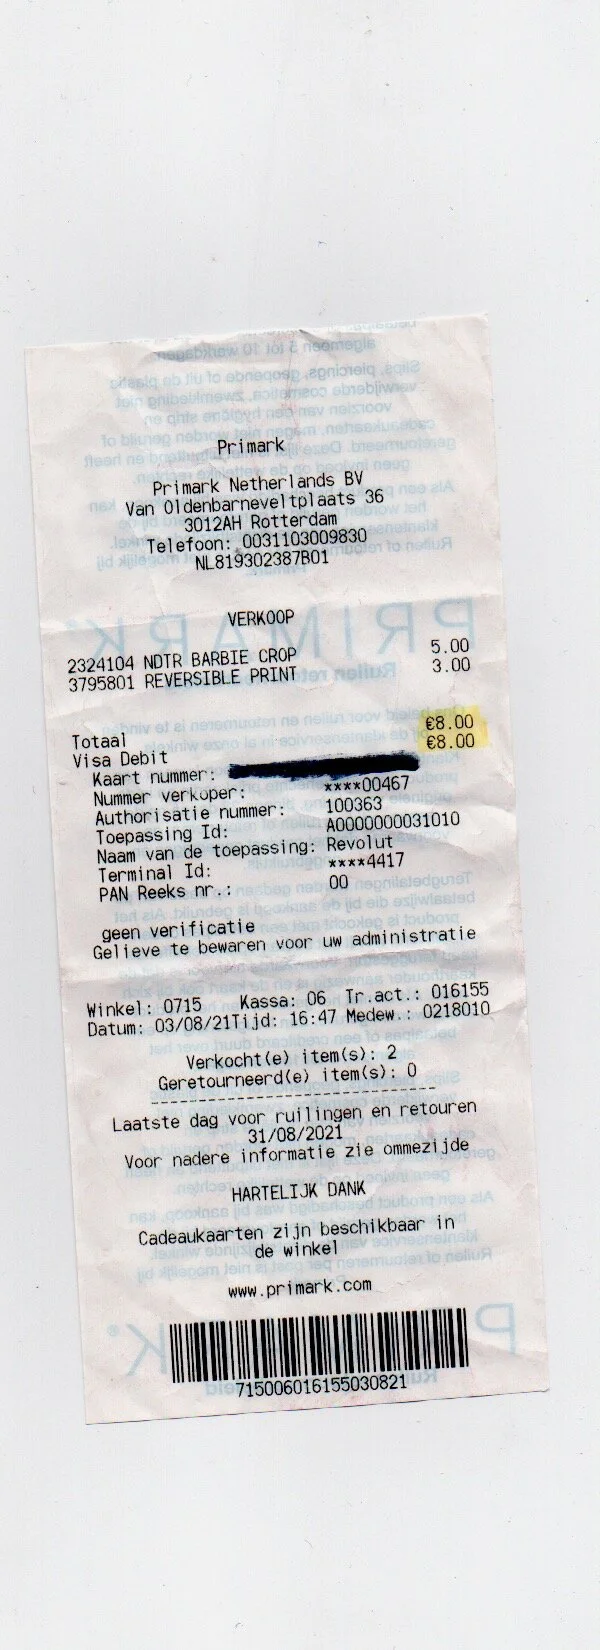 Primark
Primark Netherlands BV
Van Oldenbarneveltplaats 36
3012AH Rotterdam
Telefoon: 0031103009830
NL819302387B01
VERKOOP
2324104 NDTR BARBIE CROP 5.00
3795801 REVERSIBLE PRINT 3.00
Totaal €8.00
Visa Debit €8.00
Kaart nummer:
Nummer verkoper: ****00467
Authorisatie nummer: 100363
Toepassing Id: A0000000031010
Naam van de toepassing: Revolut
Terminal Id: ****4417
PAN Reeks nr.: 00
geen verificatie
Gelieve te bewaren voor uw administratie
Winkel: 0715 Kassa: 06 Tr.act.: 016155
Datum: 03/08/21Tijd: 16:47 Medew.: 0218010
Verkocht(e) item(s): 2
Geretourneerd(e) item(s): 0
Laatste dag voor ruilingen en retouren
31/08/2021
Voor nadere informatie zie ommezijde
HARTELIJK DANK
Cadeaukaarten zijn beschikbaar in
de winkel
www.primark.com
715006016155030821